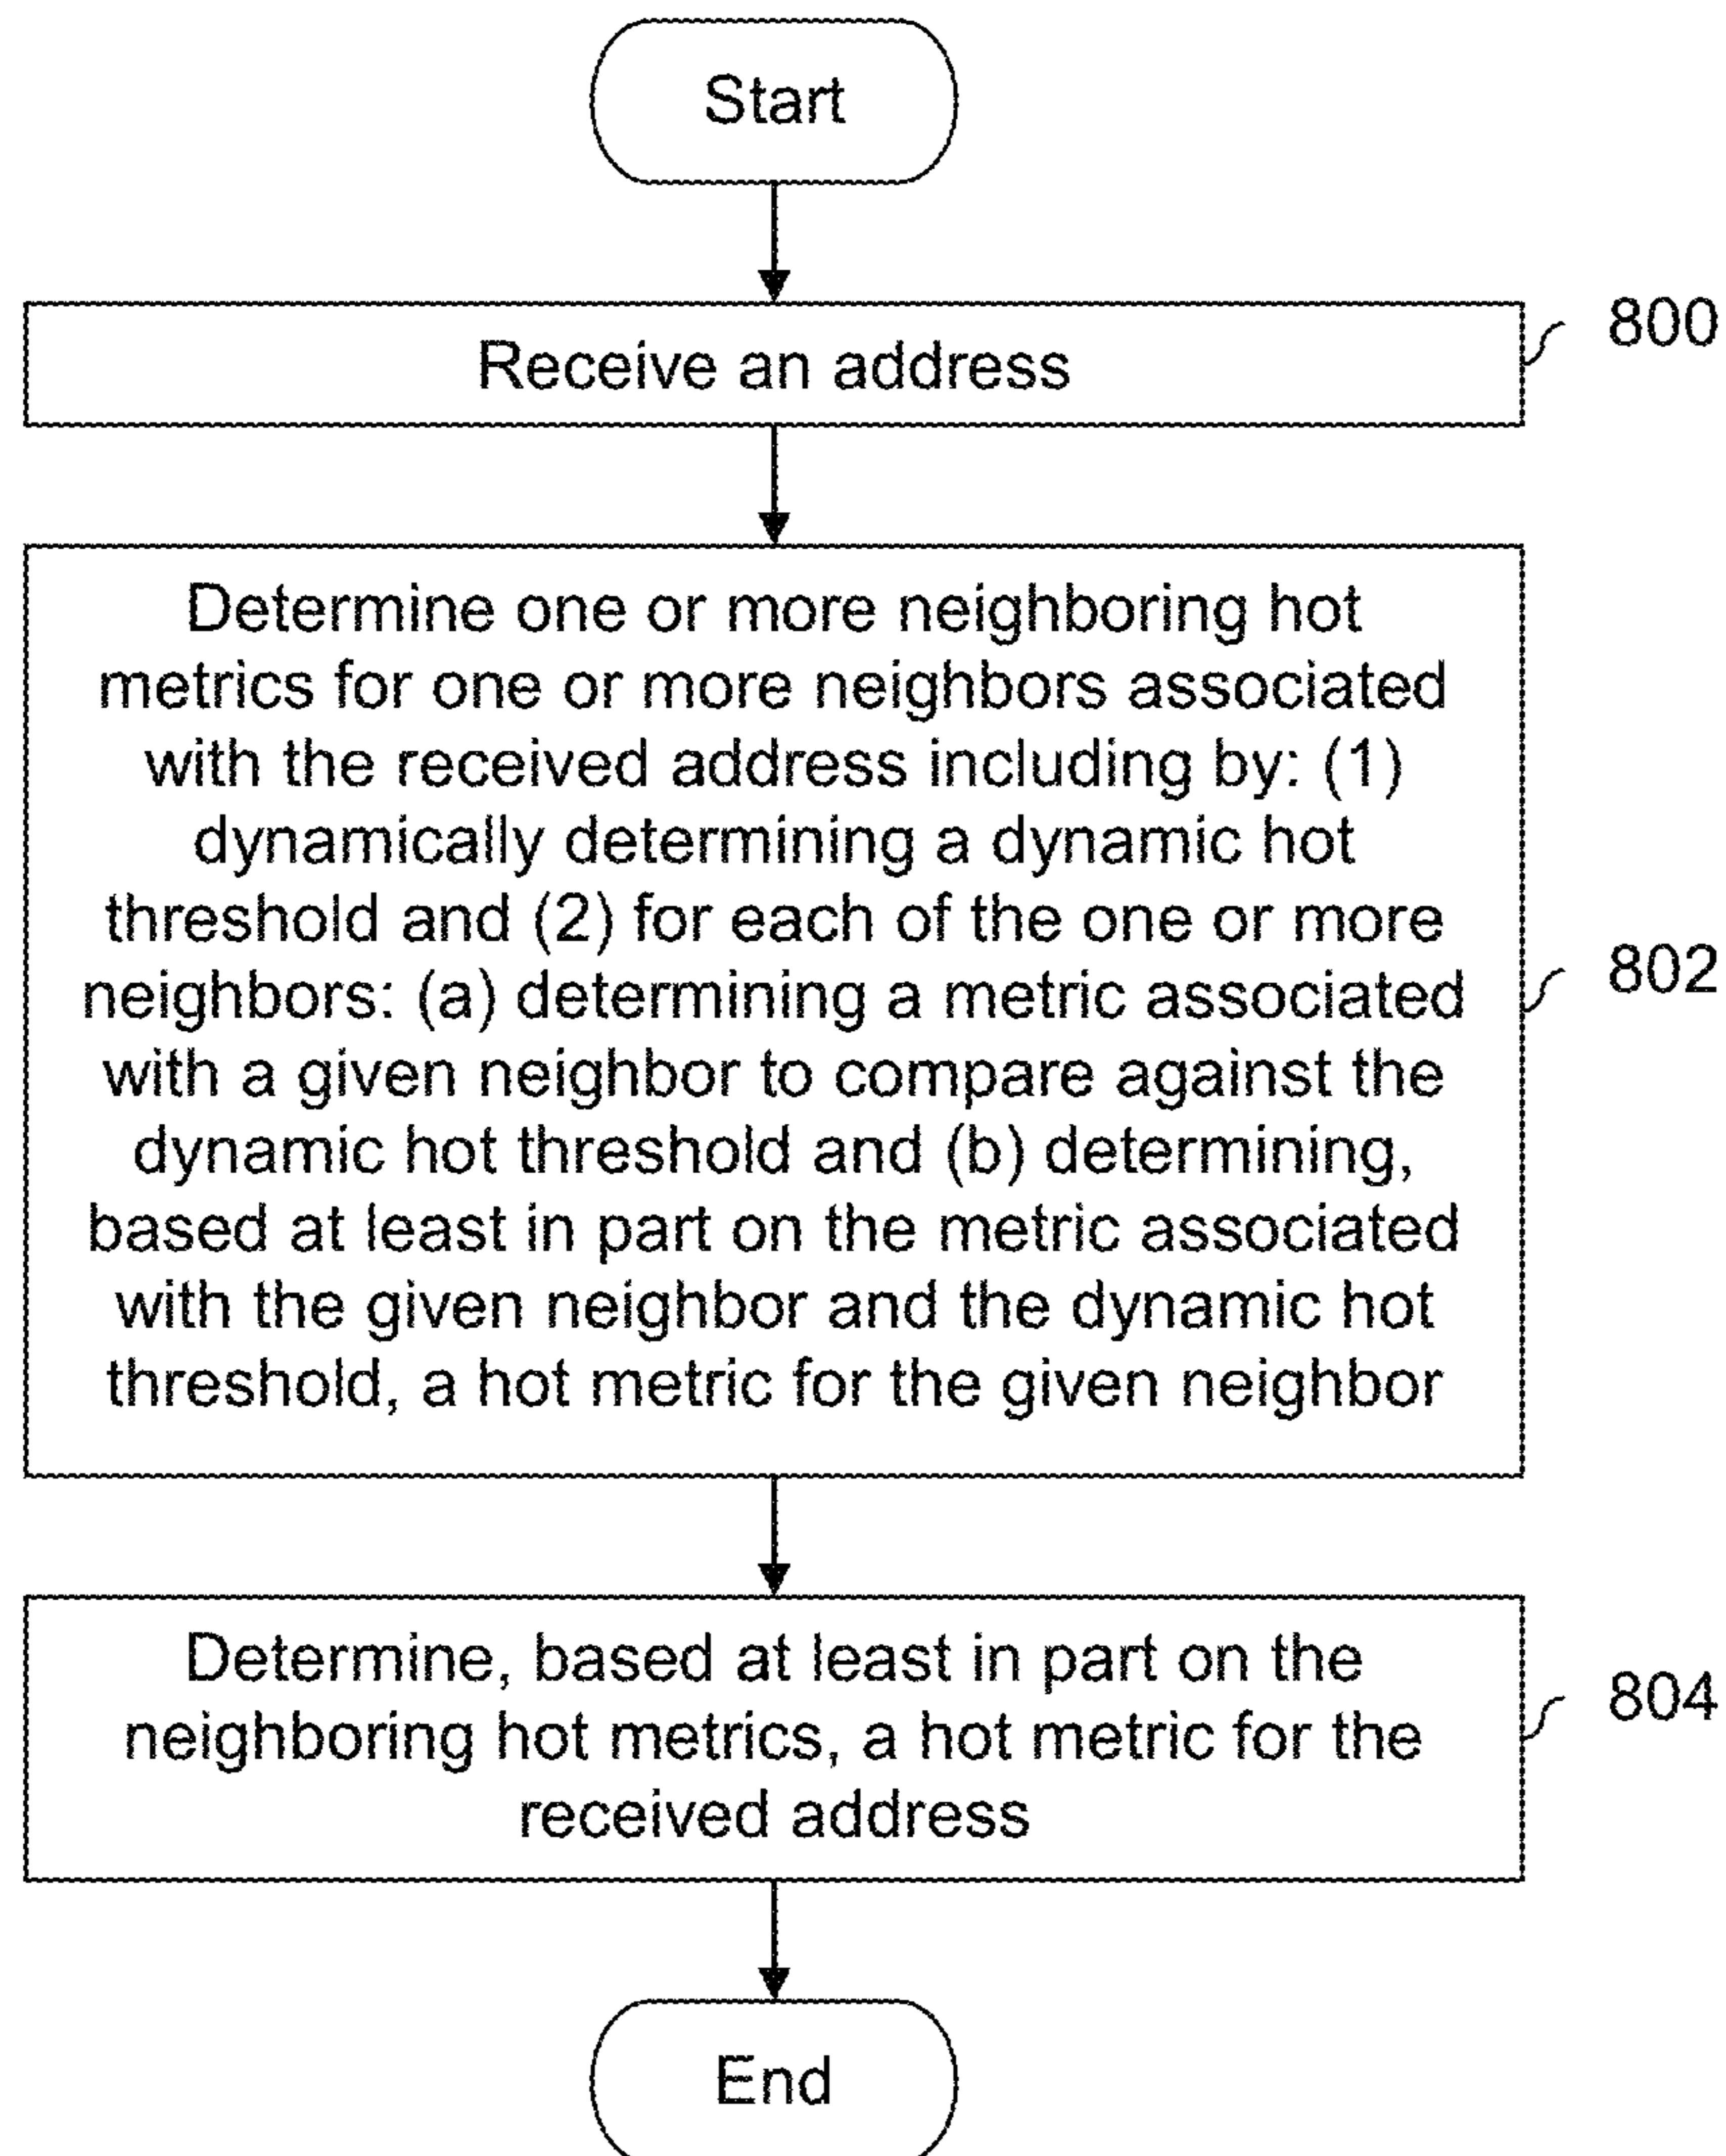 Start
Receive an address
800
Determine one or more neighboring hot
metrics for one or more neighbors associated
with the received address including by: (1)
dynamically determining a dynamic hot
threshold and (2) for each of the one or more
neighbors: (a) determining a metric associated
with a given neighbor to compare against the
dynamic hot threshold and (b) determining,
based at least in part on the metric associated
with the given neighbor and the dynamic hot
threshold, a hot metric for the given neighbor
802
Determine, based at least in part on the
neighboring hot metrics, a hot metric for the
received address
804
End